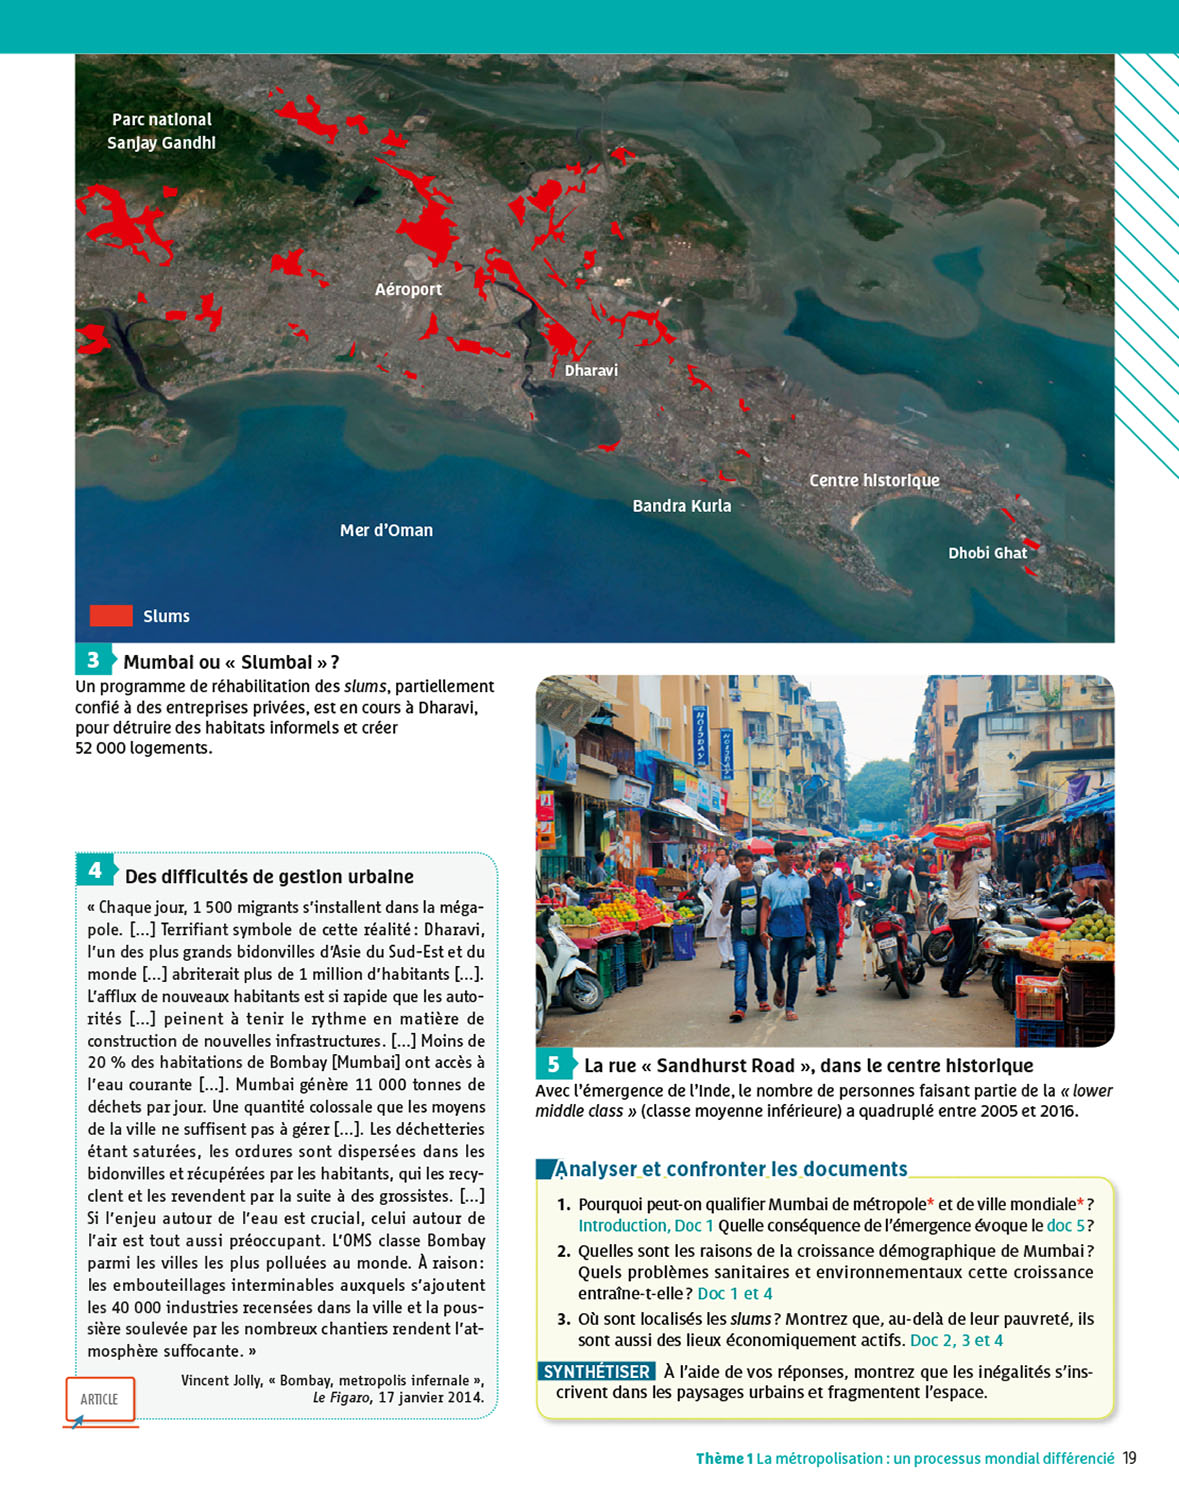 Parc national
Sanjay Gandhi
Aéroport
Dharavi
Centre historique
Bandra Kurla
Mer d’Oman
Dhobi Ghat
Slums
3 Mumbai ou « Slumbai » ?
Un programme de réhabilitation des slums, partiellement
confié à des entreprises privées, est en cours à Dharavi,
pour détruire des habitats informels et créer
52 000 logements.
4 Des difficultés de gestion urbaine
« Chaque jour, 1 500 migrants s’installent dans la méga-
pole. [...] Terrifiant symbole de cette réalité : Dharavi,
l’un des plus grands bidonvilles d’Asie du Sud-Est et du
monde [...] abriterait plus de 1 million d’habitants [...].
L’afflux de nouveaux habitants est si rapide que les auto-
rités [...] peinent à tenir le rythme en matière de
construction de nouvelles infrastructures. [...] Moins de
20 % des habitations de Bombay [Mumbai] ont accès à
l’eau courante [...]. Mumbai génère 11 000 tonnes de
déchets par jour. Une quantité colossale que les moyens
de la ville ne suffisent pas à gérer [...]. Les déchetteries
étant saturées, les ordures sont dispersées dans les
bidonvilles et récupérées par les habitants, qui les recy-
clent et les revendent par la suite à des grossistes. [...]
Si l’enjeu autour de l’eau est crucial, celui autour de
l’air est tout aussi préoccupant. L’OMS classe Bombay
parmi les villes les plus polluées au monde. À raison :
les embouteillages interminables auxquels s’ajoutent
les 40 000 industries recensées dans la ville et la pous-
sière soulevée par les nombreux chantiers rendent l’at-
mosphère suffocante. »
Vincent Jolly, « Bombay, metropolis infernale »,
Le Figaro, 17 janvier 2014.
ARTICLE
HOLIDAY
HOLIDAY
5 La rue « Sandhurst Road », dans le centre historique
Avec l’émergence de l’Inde, le nombre de personnes faisant partie de la « lower
middle class » (classe moyenne inférieure) a quadruplé entre 2005 et 2016.
Analyser et confronter les documents
1. Pourquoi peut-on qualifier Mumbai de métropole* et de ville mondiale* ?
Introduction, Doc 1 Quelle conséquence de l’émergence évoque le doc 5 ?
2. Quelles sont les raisons de la croissance démographique de Mumbai ?
Quels problèmes sanitaires et environnementaux cette croissance
entraîne-t-elle ? Doc 1 et 4
3. Où sont localisés les slums ? Montrez que, au-delà de leur pauvreté, ils
sont aussi des lieux économiquement actifs. Doc 2, 3 et 4
SYNTHÉTISER À l’aide de vos réponses, montrez que les inégalités s’ins-
crivent dans les paysages urbains et fragmentent l’espace.
Thème 1 La métropolisation : un processus mondial différencié 19